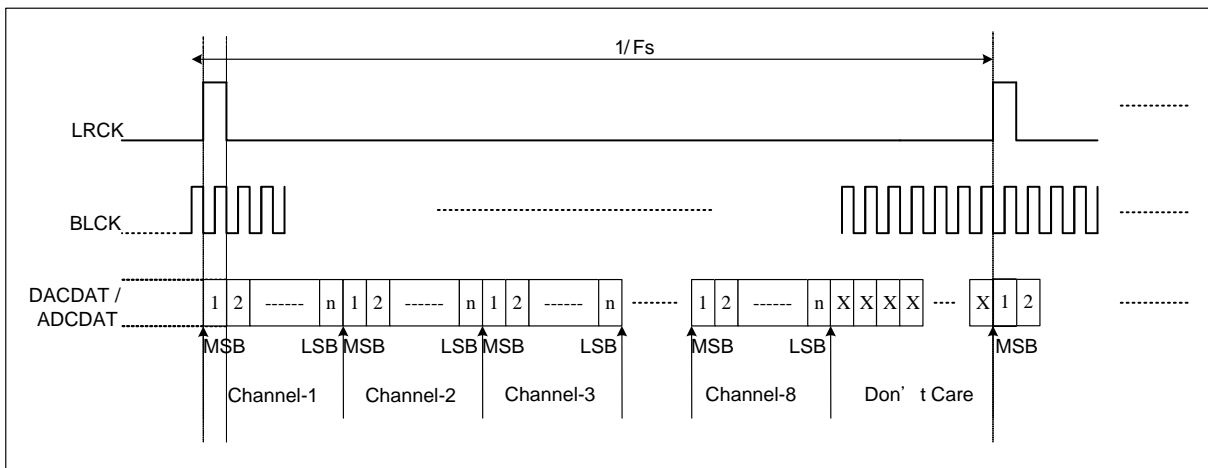 1/ Fs
LRCK
BLCK
DACDAT /
ADCDAT
1 2 ------ n 1 2 ------ n 1 2 ------ n 1 2 ------ n X X X X X 1 2
MSB LSB MSB LSB MSB LSB MSB LSB MSB
Channel-1 Channel-2 Channel-3 Channel-8 Don' t Care